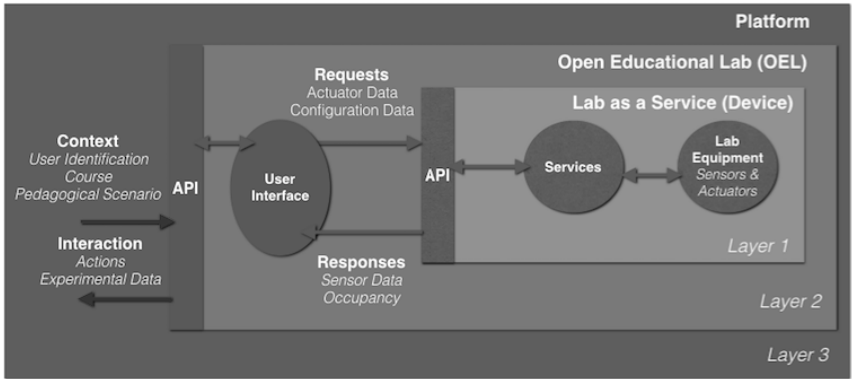 Platform
Open Educational Lab (OEL)
Requests
Actuator Data
Configuration Data
Lab as a Service (Device)
Context
User Identification
Course
Pedagogical Scenario
API
User
Interface
API
Services
Lab
Equipment
Sensors &
Actuators
Interaction
Actions
Experimental Data
Responses
Sensor Data
Occupancy
Layer 1
Layer 2
Layer 3